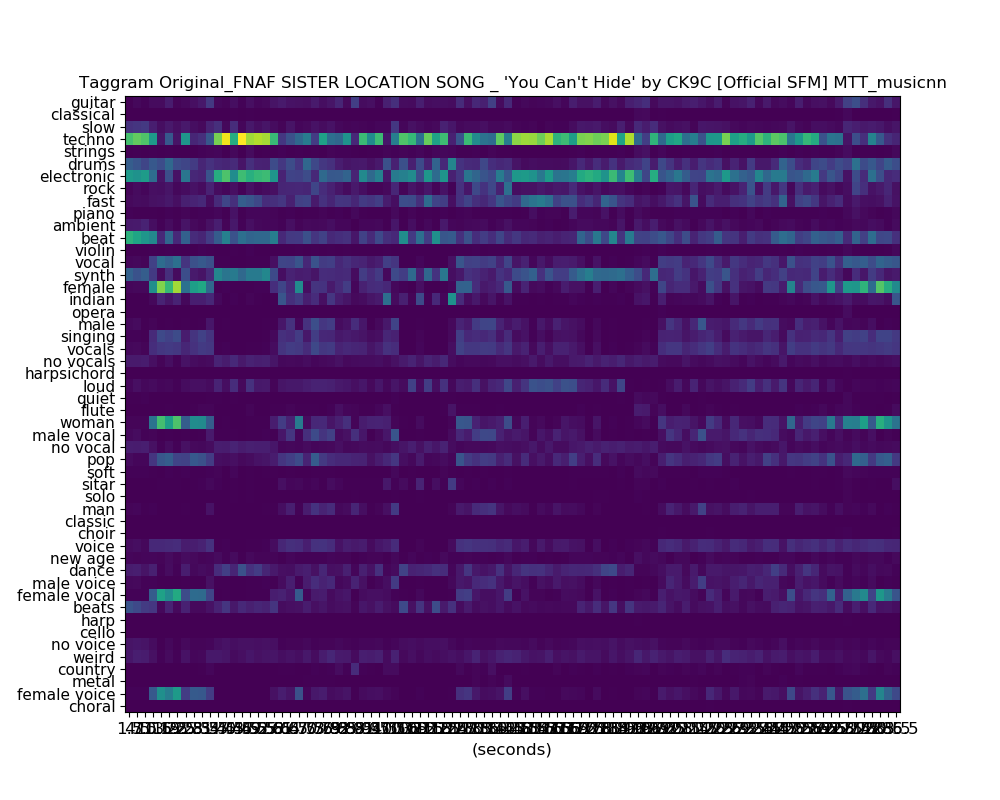 Taggram Original_FNAF SISTER LOCATION SONG _ 'You Can't Hide' by CK9C [Official SFM] MTT_musicnn
guitar
classical
slow
techno
strings
drums
electronic
rock
fast
piano
ambient
beat
violin
vocal
synth
female
indian
opera
male
singing
vocals
no vocals
harpsichord
loud
quiet
flute
woman
male vocal
no vocal
pop
soft
sitar
solo
man
classic
choir
voice
new age
dance
male voice
female vocal
beats
harp
cello
no voice
weird
country
metal
female voice
choral
(seconds)